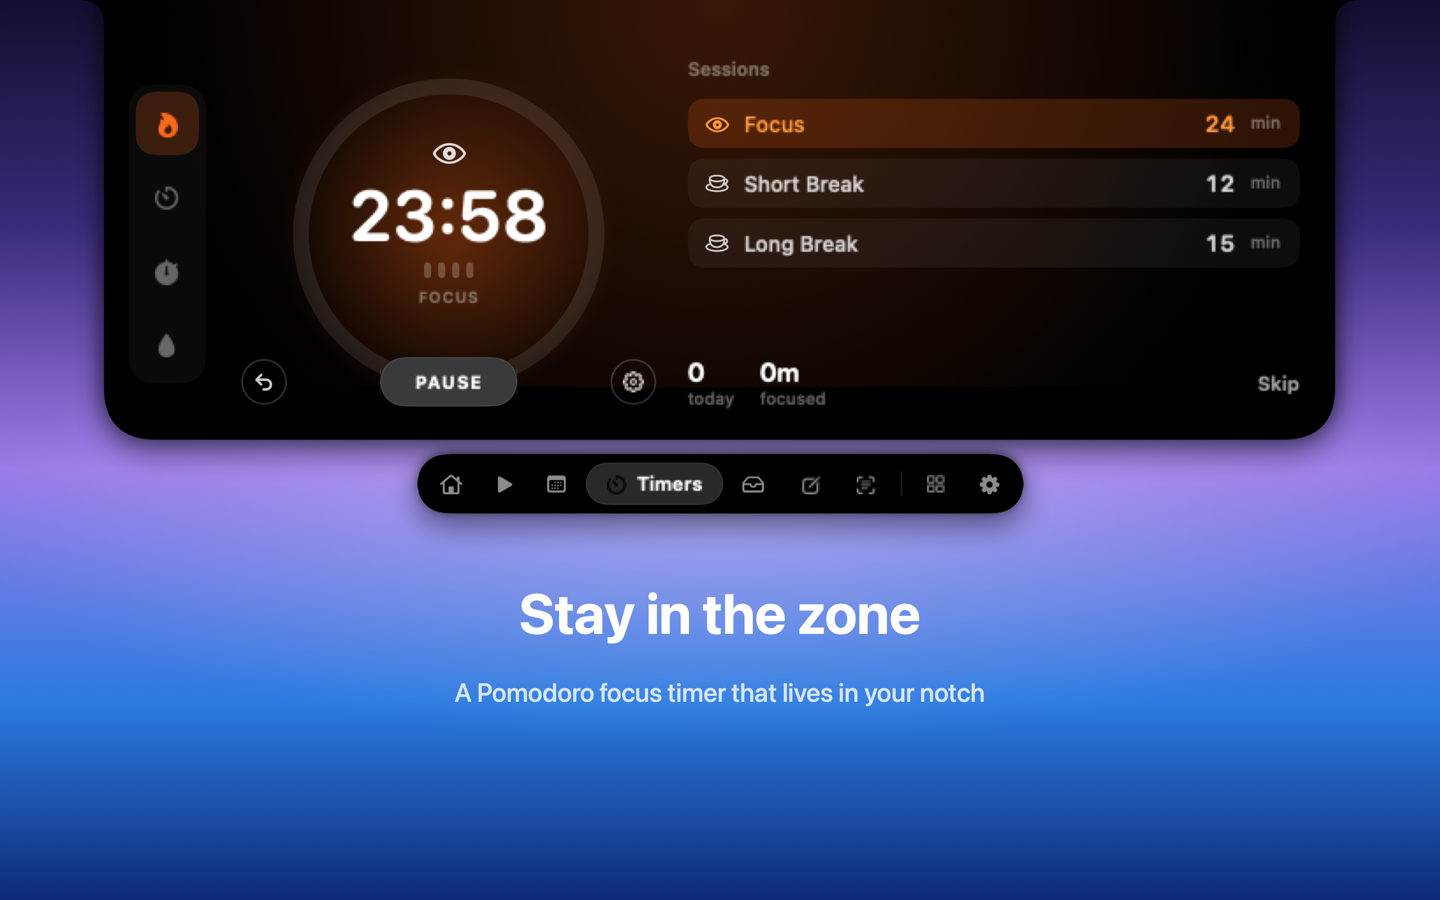 23:58
FOCUS
PAUSE
Sessions
Focus 24 min
Short Break 12 min
Long Break 15 min
0 today
0m focused
Skip
Timers
Stay in the zone
A Pomodoro focus timer that lives in your notch